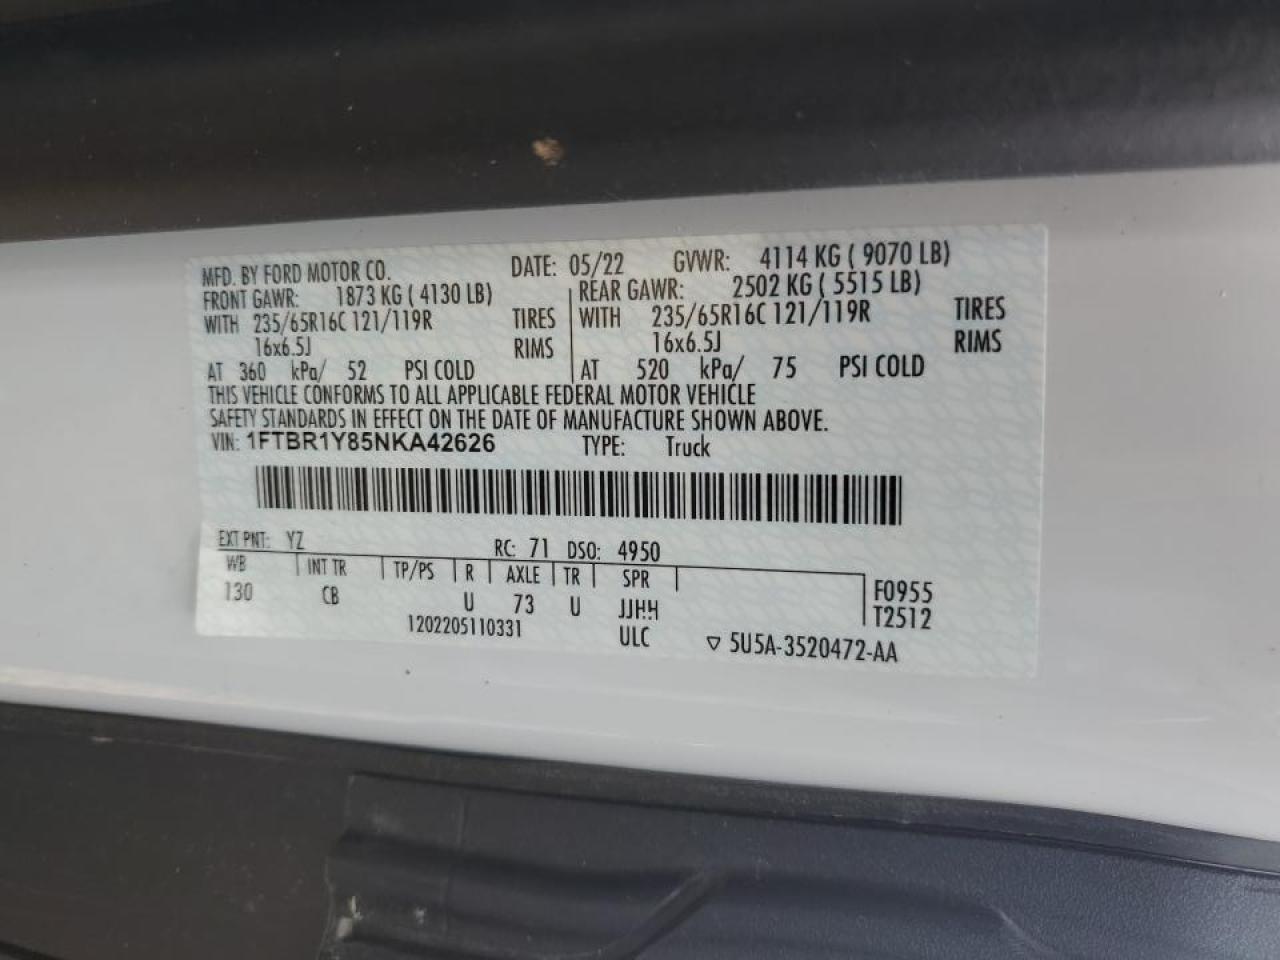 MFD. BY FORD MOTOR CO. DATE: 05/22 GVWR: 4114 KG ( 9070 LB)
FRONT GAWR: 1873 KG ( 4130 LB) REAR GAWR: 2502 KG ( 5515 LB)
WITH 235/65R16C 121/119R TIRES WITH 235/65R16C 121/119R TIRES
16x6.5J RIMS 16x6.5J RIMS
AT 360 kPa/ 52 PSI COLD AT 520 kPa/ 75 PSI COLD
THIS VEHICLE CONFORMS TO ALL APPLICABLE FEDERAL MOTOR VEHICLE
SAFETY STANDARDS IN EFFECT ON THE DATE OF MANUFACTURE SHOWN ABOVE.
VIN: 1FTBR1Y85NKA42626 TYPE: Truck
EXT PNT: YZ RC: 71 DSO: 4950
WB INT TR TP/PS R AXLE TR SPR F0955
130 CB U 73 U JJHH T2512
1202205110331 ULC ▽ 5U5A-3520472-AA